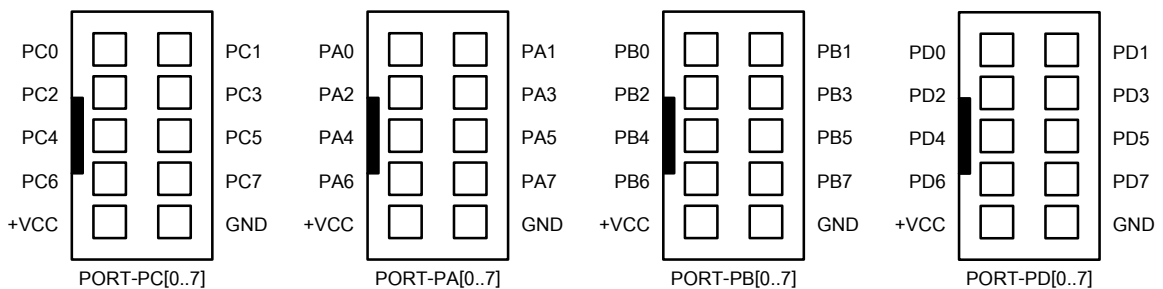 PC0 PC1 PA0 PA1 PB0 PB1 PD0 PD1
PC2 PC3 PA2 PA3 PB2 PB3 PD2 PD3
PC4 PC5 PA4 PA5 PB4 PB5 PD4 PD5
PC6 PC7 PA6 PA7 PB6 PB7 PD6 PD7
+VCC GND +VCC GND +VCC GND +VCC GND
PORT-PC[0..7] PORT-PA[0..7] PORT-PB[0..7] PORT-PD[0..7]